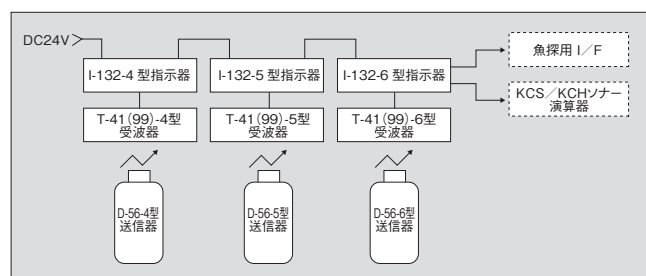 DC24V
I-132-4 型指示器
I-132-5 型指示器
I-132-6 型指示器
魚探用 I／F
KCS／KCHソナー
演算器
T-41(99)-4型
受波器
T-41(99)-5型
受波器
T-41(99)-6型
受波器
D-56-4型
送信器
D-56-5型
送信器
D-56-6型
送信器